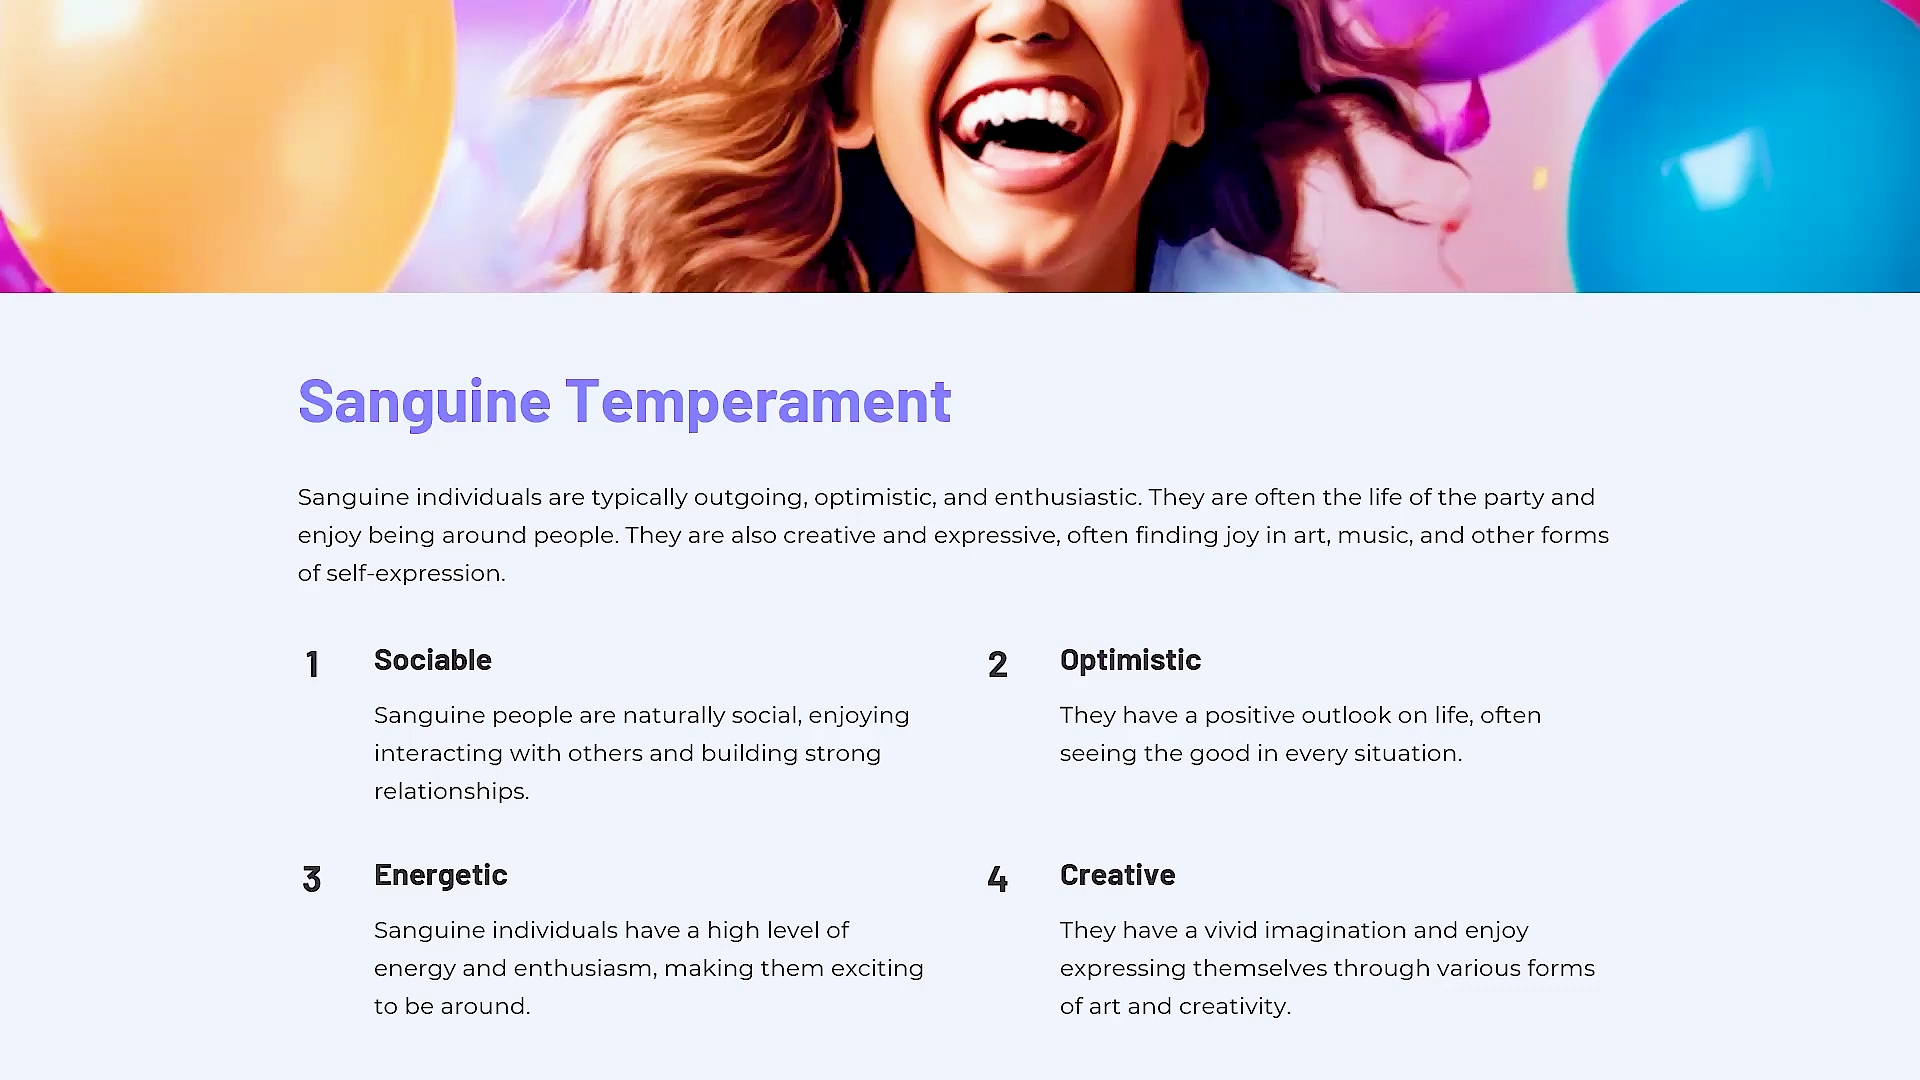 Sanguine Temperament
Sanguine individuals are typically outgoing, optimistic, and enthusiastic. They are often the life of the party and
enjoy being around people. They are also creative and expressive, often finding joy in art, music, and other forms
of self-expression.
1
Sociable
Sanguine people are naturally social, enjoying
interacting with others and building strong
relationships.
2
Optimistic
They have a positive outlook on life, often
seeing the good in every situation.
3
Energetic
Sanguine individuals have a high level of
energy and enthusiasm, making them exciting
to be around.
4
Creative
They have a vivid imagination and enjoy
expressing themselves through various forms
of art and creativity.